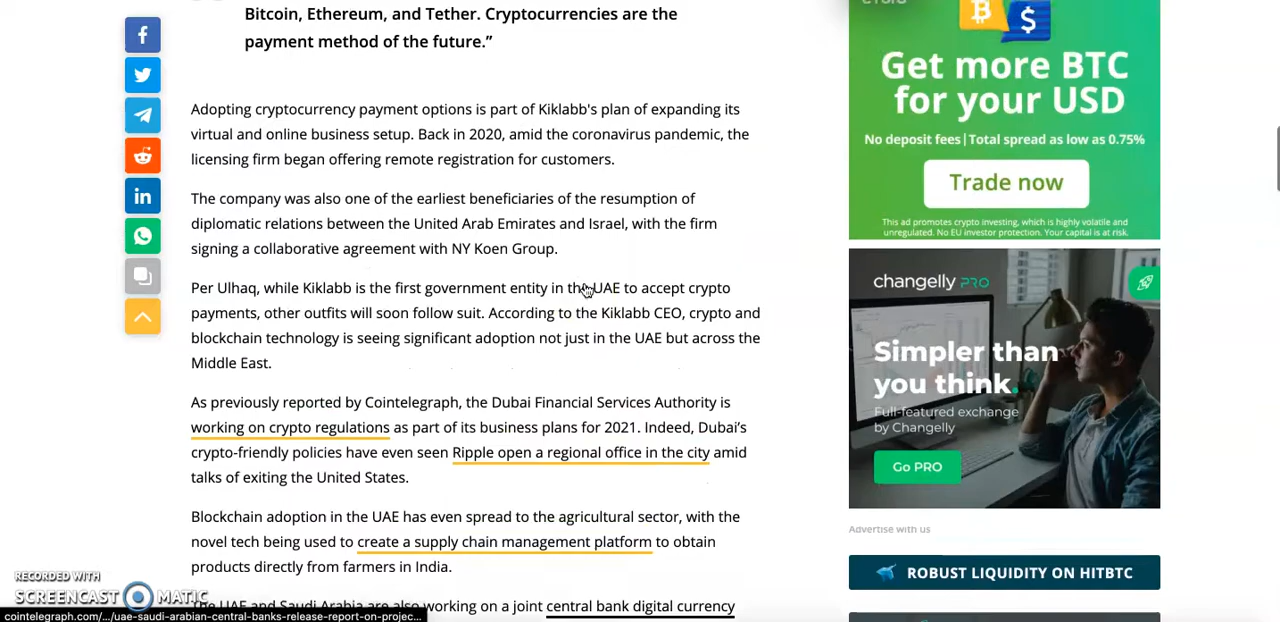 Bitcoin, Ethereum, and Tether. Cryptocurrencies are the
payment method of the future.”
Adopting cryptocurrency payment options is part of Kiklabb's plan of expanding its
virtual and online business setup. Back in 2020, amid the coronavirus pandemic, the
licensing firm began offering remote registration for customers.
The company was also one of the earliest beneficiaries of the resumption of
diplomatic relations between the United Arab Emirates and Israel, with the firm
signing a collaborative agreement with NY Koen Group.
Per Ulhaq, while Kiklabb is the first government entity in the UAE to accept crypto
payments, other outfits will soon follow suit. According to the Kiklabb CEO, crypto and
blockchain technology is seeing significant adoption not just in the UAE but across the
Middle East.
As previously reported by Cointelegraph, the Dubai Financial Services Authority is
working on crypto regulations as part of its business plans for 2021. Indeed, Dubai’s
crypto-friendly policies have even seen Ripple open a regional office in the city amid
talks of exiting the United States.
Blockchain adoption in the UAE has even spread to the agricultural sector, with the
novel tech being used to create a supply chain management platform to obtain
products directly from farmers in India.
The UAE and Saudi Arabia are also working on a joint central bank digital currency
RECORDED WITH
SCREENCAST MATIC
cointelegraph.com/.../uae-saudi-arabian-central-banks-release-report-on-projec...
Get more BTC
for your USD
No deposit fees | Total spread as low as 0.75%
Trade now
This ad promotes crypto investing, which is highly volatile and
unregulated. No EU investor protection. Your capital is at risk.
changelly PRO
Simpler than
you think.
Full-featured exchange
by Changelly
Go PRO
Advertise with us
ROBUST LIQUIDITY ON HITBTC